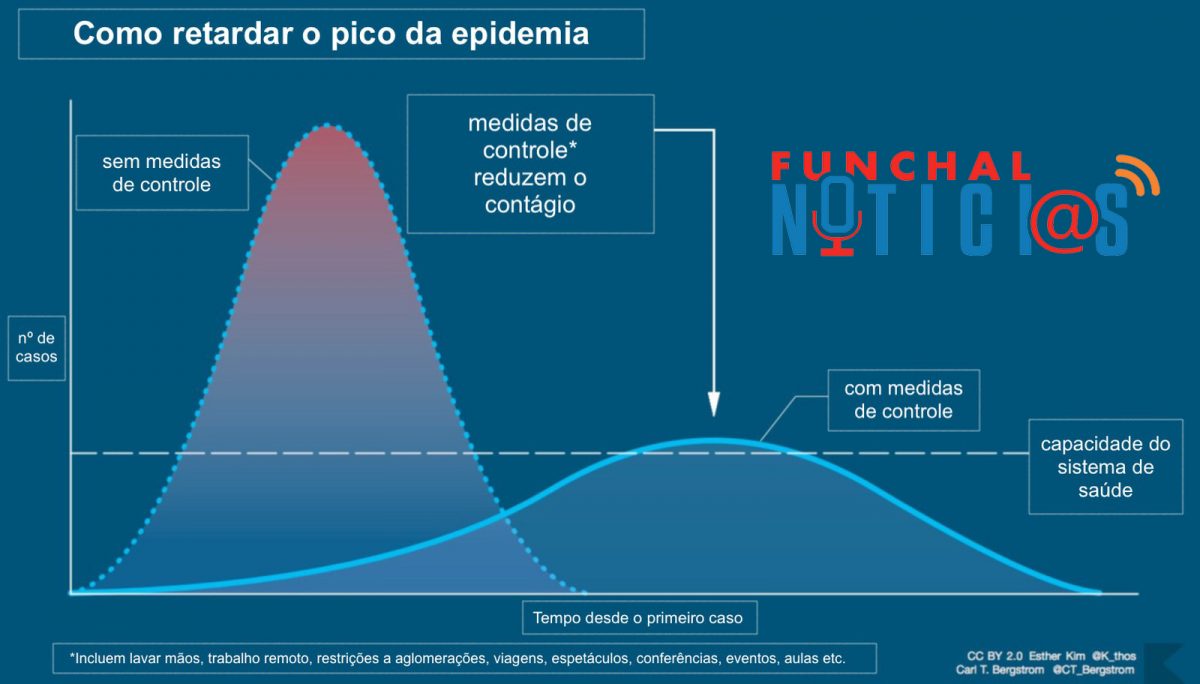 Como retardar o pico da epidemia
sem medidas
de controle
medidas de
controle*
reduzem o
contágio
FUNCHAL
NOTICI@S
nº de
casos
com medidas
de controle
capacidade do
sistema de
saúde
Tempo desde o primeiro caso
*Incluem lavar mãos, trabalho remoto, restrições a aglomerações, viagens, espetáculos, conferências, eventos, aulas etc.
CC BY 2.0 Esther Kim @K_thos
Carl T. Bergstrom @CT_Bergstrom